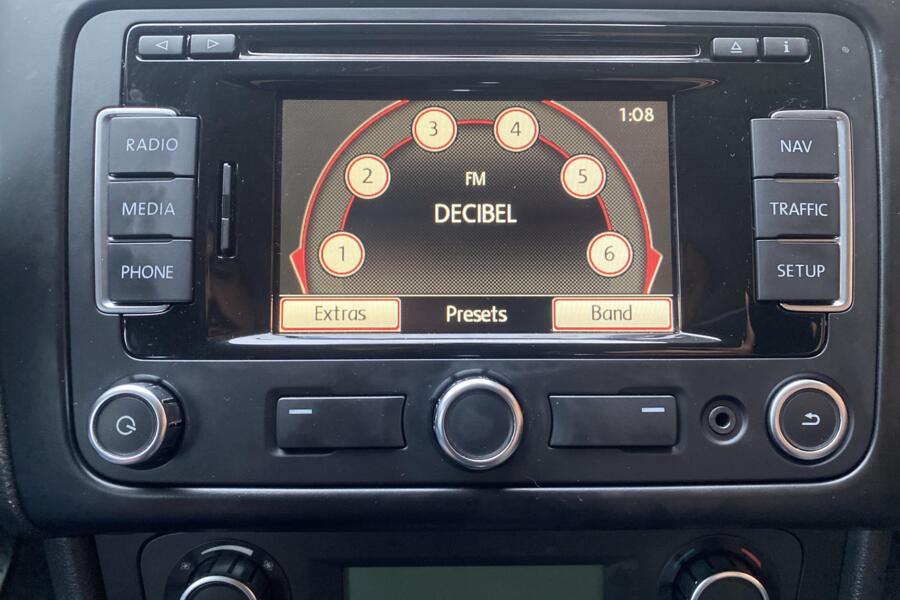 i
1:08
3 4
RADIO NAV
2 5
FM
MEDIA DECIBEL TRAFFIC
1 6
PHONE SETUP
Extras Presets Band